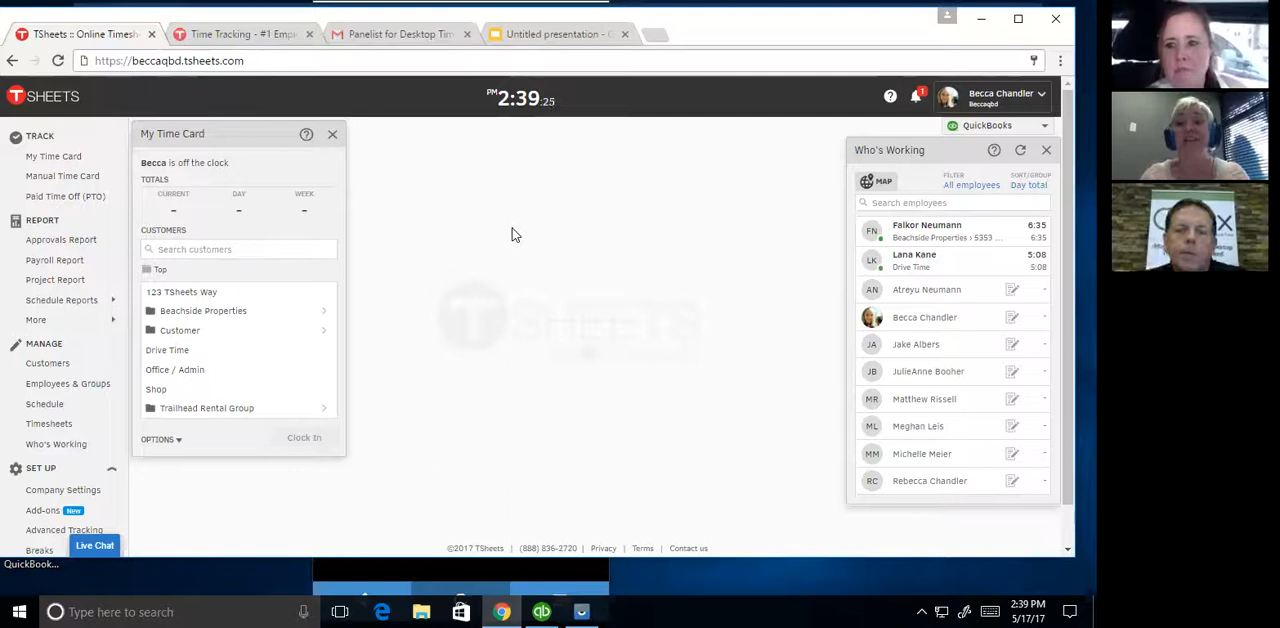 TSheets :: Online Timesh
Time Tracking - #1 Empl
Panelist for Desktop Tim
Untitled presentation - G
https://beccaqbd.tsheets.com
TSHEETS
PM 2:39:25
1
Becca Chandler
Beccaqbd
QuickBooks
TRACK
My Time Card
Manual Time Card
Paid Time Off (PTO)
REPORT
Approvals Report
Payroll Report
Project Report
Schedule Reports
More
MANAGE
Customers
Employees & Groups
Schedule
Timesheets
Who's Working
SET UP
Company Settings
Add-ons New
Advanced Tracking
Breaks
Live Chat
My Time Card
Becca is off the clock
TOTALS
CURRENT DAY WEEK
- - -
CUSTOMERS
Search customers
Top
123 TSheets Way
Beachside Properties
Customer
Drive Time
Office / Admin
Shop
Trailhead Rental Group
OPTIONS
Clock In
Who's Working
MAP
FILTER
All employees
SORT/GROUP
Day total
Search employees
FN Falkor Neumann 6:35
Beachside Properties › 5353 ... 6:35
LK Lana Kane 5:08
Drive Time 5:08
AN Atreyu Neumann -
Becca Chandler -
JA Jake Albers -
JB JulieAnne Booher -
MR Matthew Rissell -
ML Meghan Leis -
MM Michelle Meier -
RC Rebecca Chandler -
TSHEETS
©2017 TSheets | (888) 836-2720 | Privacy | Terms | Contact us
QuickBook...
Type here to search
2:39 PM
5/17/17